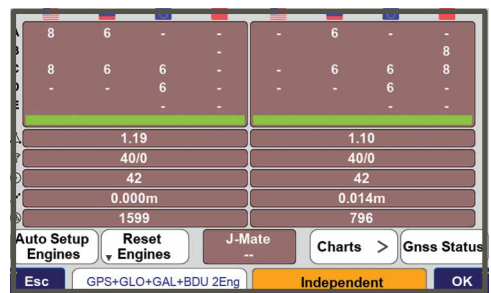 A 8 6 - - - 6 - -
B - 8
C 8 6 6 - - 6 6 8
D - - 6 - - 6 -
E - - -
1.19 1.10
40/0 40/0
42 42
0.000m 0.014m
1599 796
Auto Setup Engines Reset Engines J-Mate -- Charts > Gnss Status
Esc GPS+GLO+GAL+BDU 2Eng Independent OK